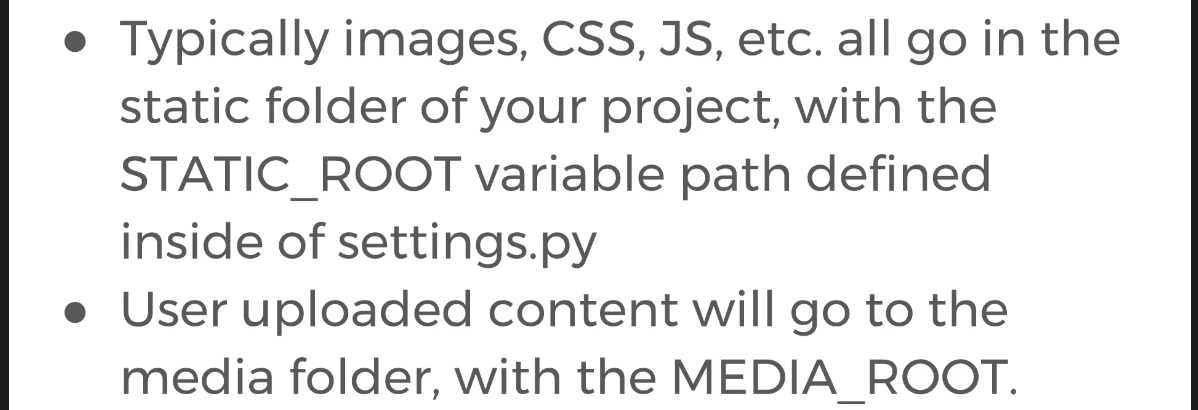 ● Typically images, CSS, JS, etc. all go in the
static folder of your project, with the
STATIC_ROOT variable path defined
inside of settings.py
● User uploaded content will go to the
media folder, with the MEDIA_ROOT.